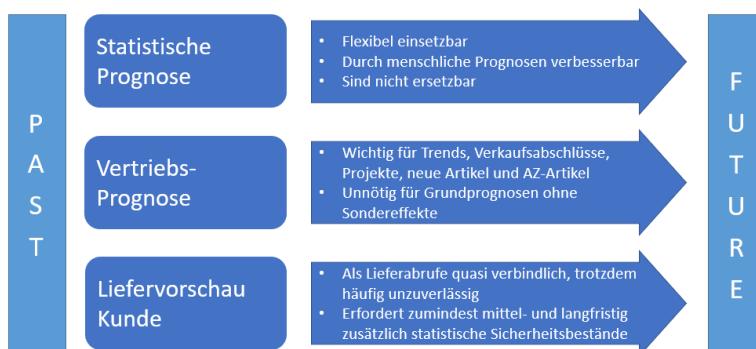 PAST
Statistische
Prognose
• Flexibel einsetzbar
• Durch menschliche Prognosen verbesserbar
• Sind nicht ersetzbar
Vertriebs-
Prognose
• Wichtig für Trends, Verkaufsabschlüsse,
Projekte, neue Artikel und AZ-Artikel
• Unnötig für Grundprognosen ohne
Sondereffekte
Liefervorschau
Kunde
• Als Lieferabrufe quasi verbindlich, trotzdem
häufig unzuverlässig
• Erfordert zumindest mittel- und langfristig
zusätzlich statistische Sicherheitsbestände
FUTURE